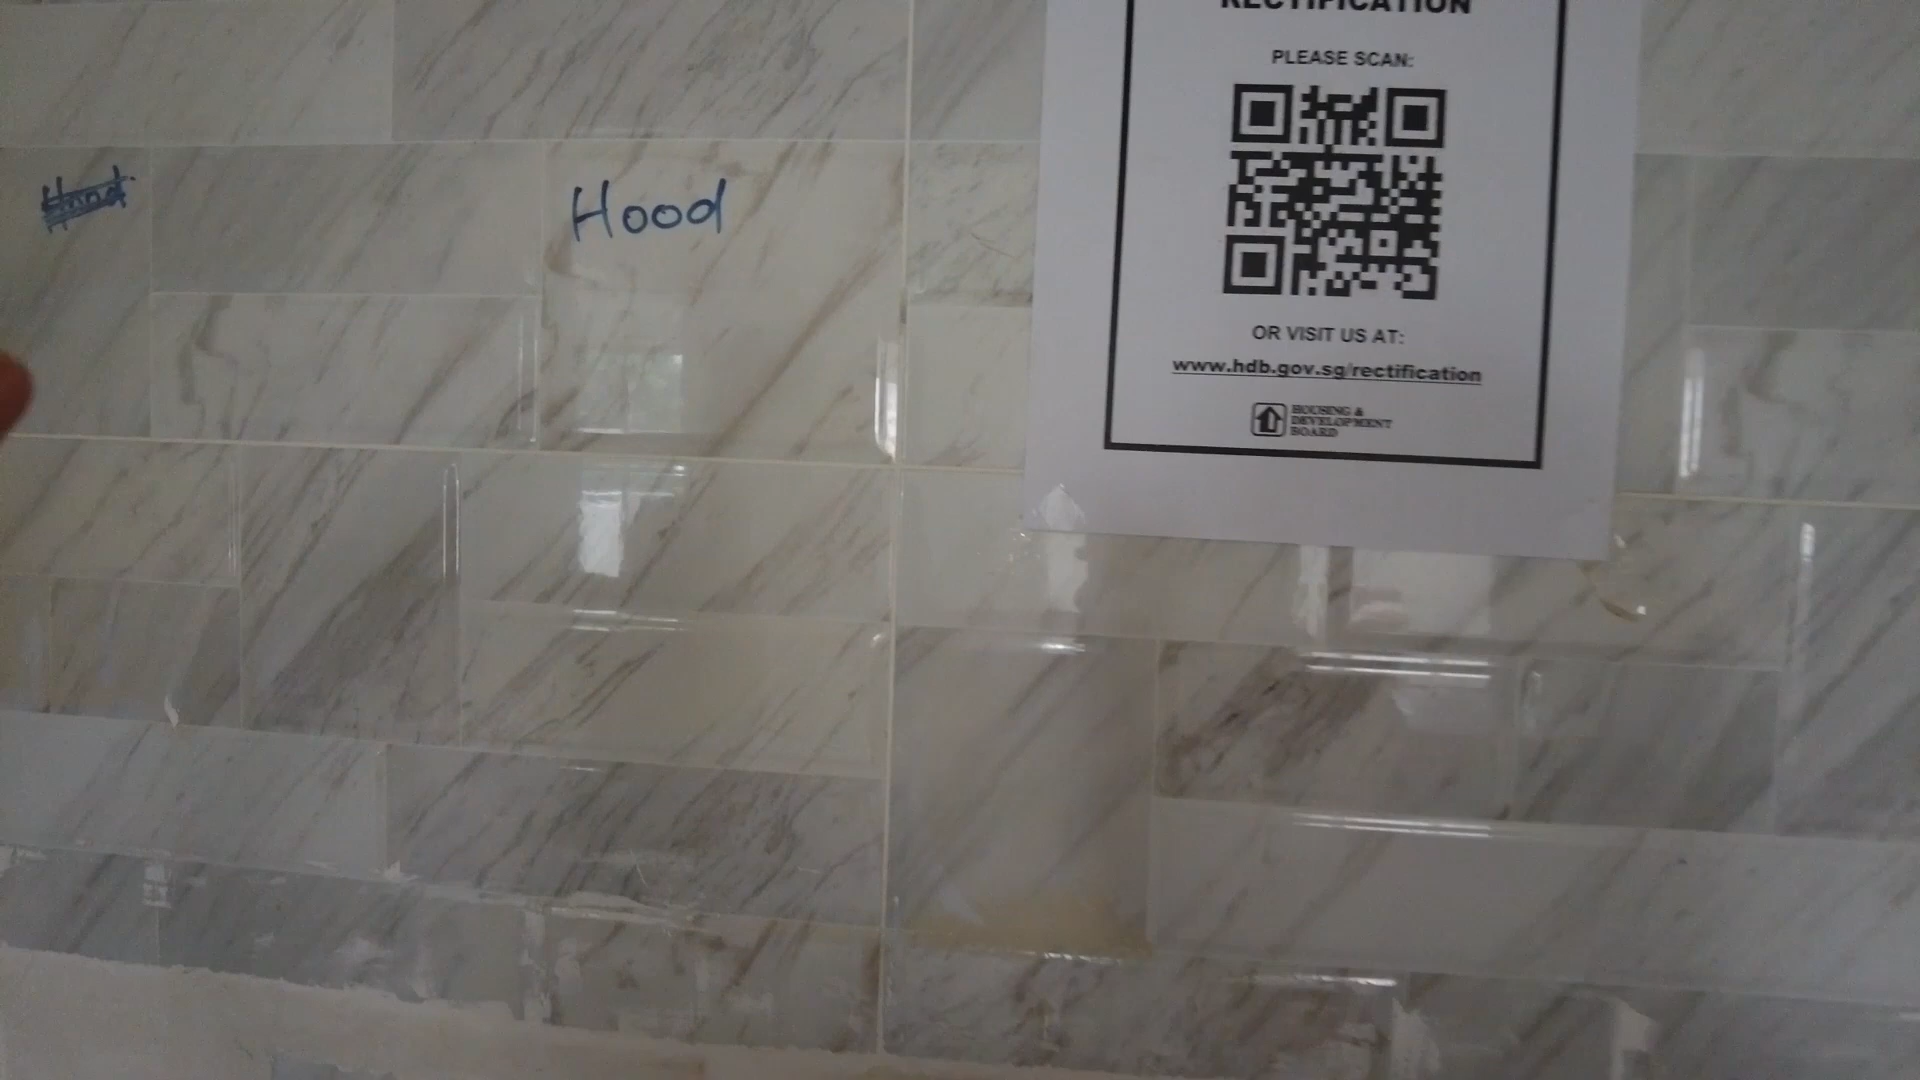 RECTIFICATION
PLEASE SCAN:
OR VISIT US AT:
www.hdb.gov.sg/rectification
HOUSING &
DEVELOPMENT
BOARD
Hood
Hood